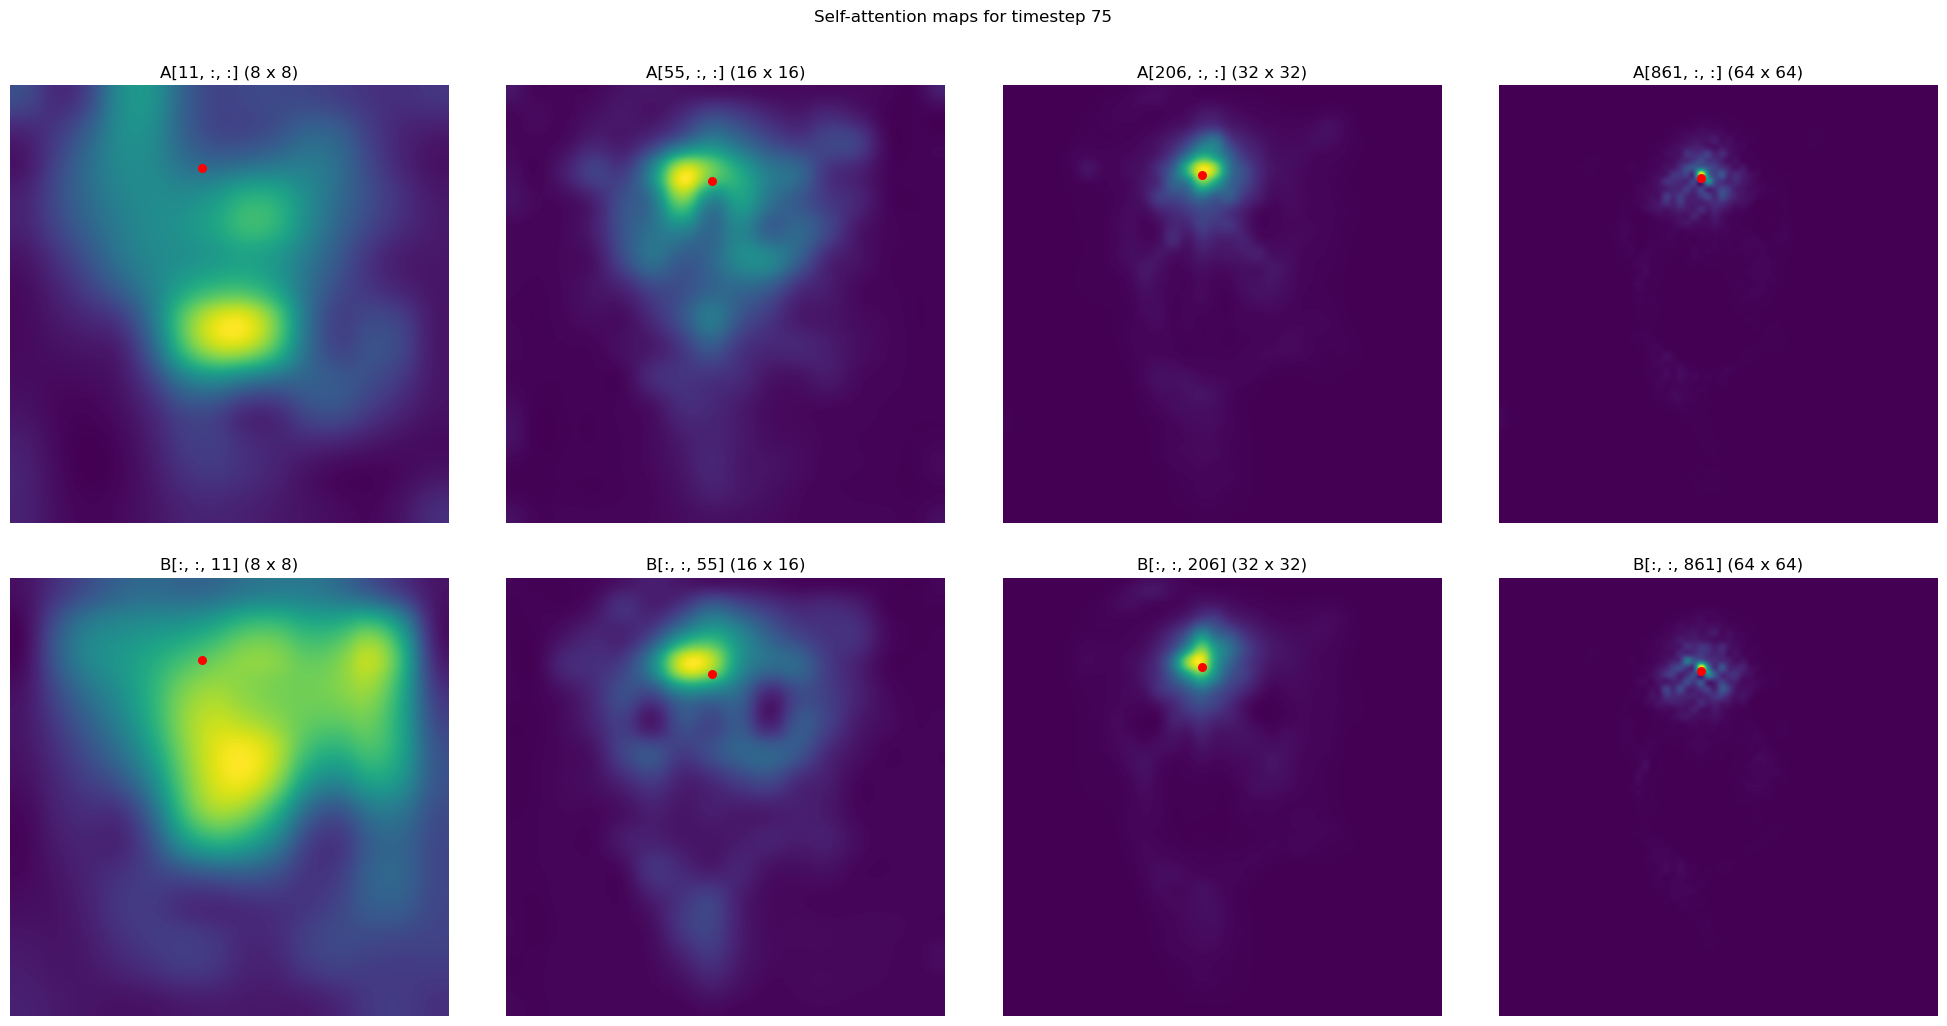 Self-attention maps for timestep 75
A[11, :, :] (8 x 8)
A[55, :, :] (16 x 16)
A[206, :, :] (32 x 32)
A[861, :, :] (64 x 64)
B[:, :, 11] (8 x 8)
B[:, :, 55] (16 x 16)
B[:, :, 206] (32 x 32)
B[:, :, 861] (64 x 64)